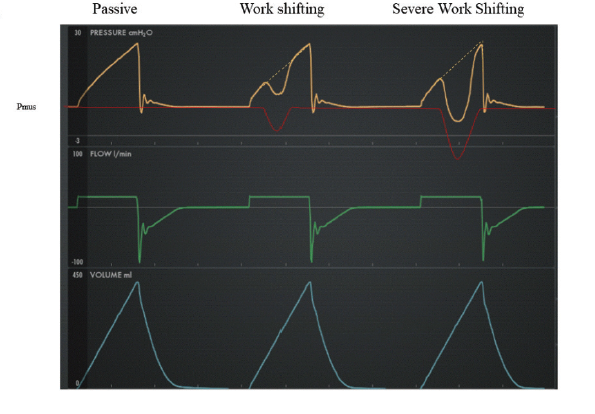 Passive Work shifting Severe Work Shifting
30 PRESSURE cmH₂O
Pmus
-3
100 FLOW l/min
-100
450 VOLUME ml
0